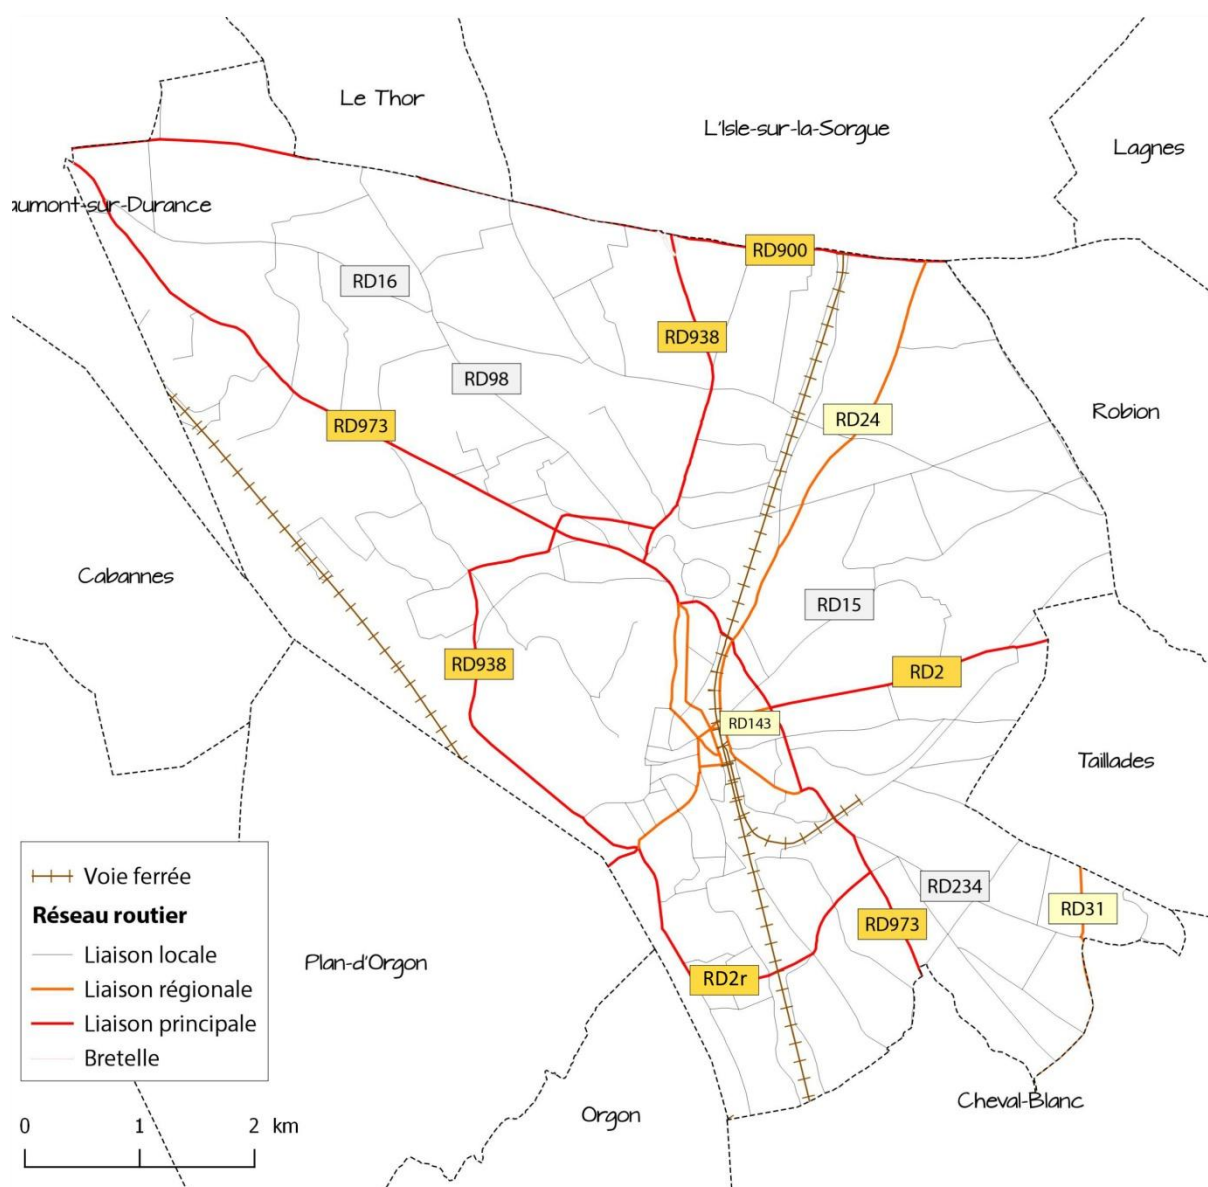 Le Thor
L'Isle-sur-la-Sorgue
Lagnes
aumont-sur-Durance
RD900
RD16
RD938
RD98
RD24
Robion
RD973
Cabannes
RD15
RD938
RD2
RD143
Taillades
Voie ferrée
Réseau routier
Liaison locale
Liaison régionale
Liaison principale
Bretelle
RD234
RD31
RD973
Plan-d'Orgon
RD2r
Orgon
Cheval-Blanc
0 1 2 km